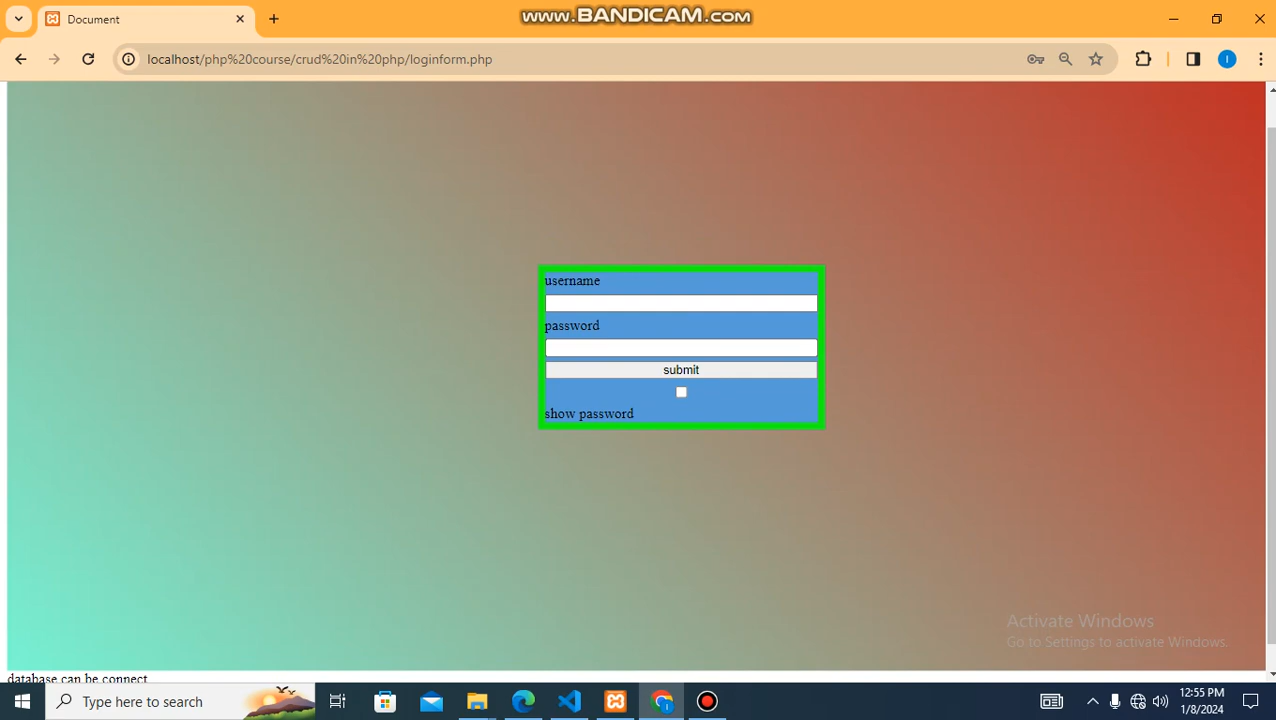 Document
www.BANDICAM.com
localhost/php%20course/crud%20in%20php/loginform.php
I
username
password
submit
show password
Activate Windows
Go to Settings to activate Windows.
database can be connect
Type here to search
12:55 PM
1/8/2024